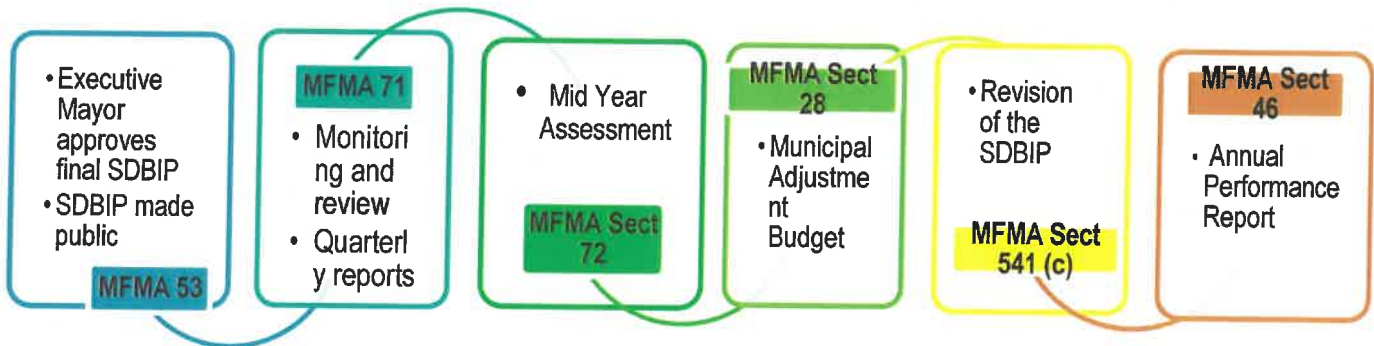 • Executive
Mayor
approves
final SDBIP
• SDBIP made
public
MFMA 53
MFMA 71
• Monitori
ng and
review
• Quarterl
y reports
• Mid Year
Assessment
MFMA Sect
72
MFMA Sect
28
• Municipal
Adjustme
nt
Budget
• Revision
of the
SDBIP
MFMA Sect
541 (c)
MFMA Sect
46
• Annual
Performance
Report